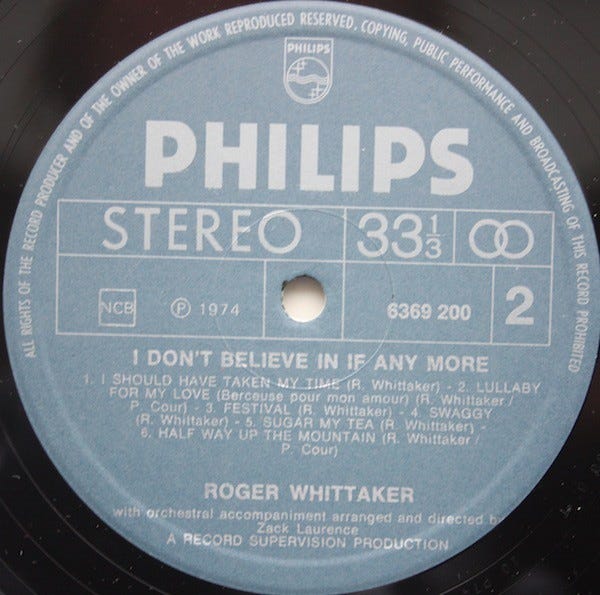 ALL RIGHTS OF THE RECORD PRODUCER AND OF THE OWNER OF THE WORK REPRODUCED RESERVED. COPYING, PUBLIC PERFORMANCE AND BROADCASTING OF THIS RECORD PROHIBITED
PHILIPS
PHILIPS
STEREO 33 1/3
NCB ℗ 1974 6369 200 2
I DON'T BELIEVE IN IF ANY MORE
1. I SHOULD HAVE TAKEN MY TIME (R. Whittaker) - 2. LULLABY
FOR MY LOVE (Berceuse pour mon amour) (R. Whittaker /
P. Cour) - 3. FESTIVAL (R. Whittaker) - 4. SWAGGY
(R. Whittaker) - 5. SUGAR MY TEA (R. Whittaker) -
6. HALF WAY UP THE MOUNTAIN (R. Whittaker /
P. Cour)
ROGER WHITTAKER
with orchestral accompaniment arranged and directed by
Zack Laurence
A RECORD SUPERVISION PRODUCTION